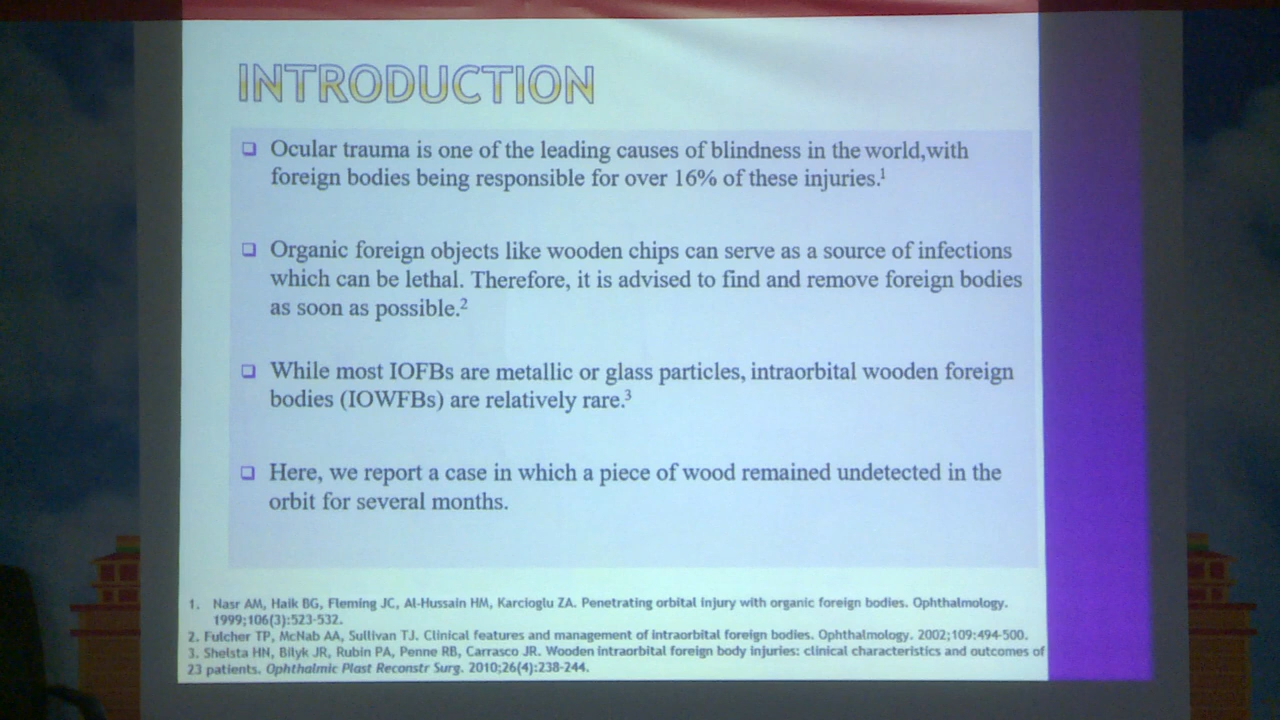 INTRODUCTION
❑ Ocular trauma is one of the leading causes of blindness in the world,with
foreign bodies being responsible for over 16% of these injuries.¹
❑ Organic foreign objects like wooden chips can serve as a source of infections
which can be lethal. Therefore, it is advised to find and remove foreign bodies
as soon as possible.²
❑ While most IOFBs are metallic or glass particles, intraorbital wooden foreign
bodies (IOWFBs) are relatively rare.³
❑ Here, we report a case in which a piece of wood remained undetected in the
orbit for several months.
1. Nasr AM, Haik BG, Fleming JC, Al-Hussain HM, Karcioglu ZA. Penetrating orbital injury with organic foreign bodies. Ophthalmology.
1999;106(3):523-532.
2. Fulcher TP, McNab AA, Sullivan TJ. Clinical features and management of intraorbital foreign bodies. Ophthalmology. 2002;109:494-500.
3. Shelsta HN, Bilyk JR, Rubin PA, Penne RB, Carrasco JR. Wooden intraorbital foreign body injuries: clinical characteristics and outcomes of
23 patients. Ophthalmic Plast Reconstr Surg. 2010;26(4):238-244.